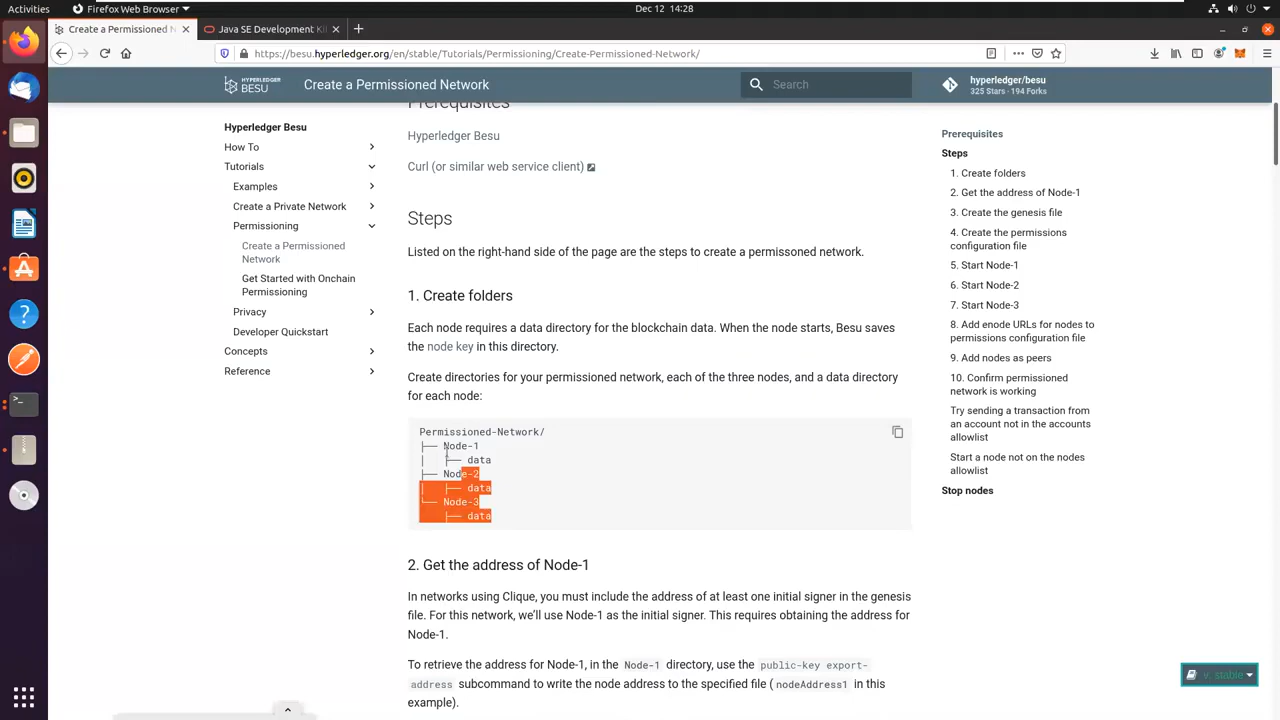 Activities
Firefox Web Browser
Dec 12 14:28
Create a Permissioned N
Java SE Development Ki
https://besu.hyperledger.org/en/stable/Tutorials/Permissioning/Create-Permissioned-Network/
HYPERLEDGER
BESU
Create a Permissioned Network
Search
hyperledger/besu
325 Stars · 194 Forks
Hyperledger Besu
How To
Tutorials
Examples
Create a Private Network
Permissioning
Create a Permissioned
Network
Get Started with Onchain
Permissioning
Privacy
Developer Quickstart
Concepts
Reference
Prerequisites
Hyperledger Besu
Curl (or similar web service client)
Steps
Listed on the right-hand side of the page are the steps to create a permissoned network.
1. Create folders
Each node requires a data directory for the blockchain data. When the node starts, Besu saves
the node key in this directory.
Create directories for your permissioned network, each of the three nodes, and a data directory
for each node:
Permissioned-Network/
├── Node-1
│   ├── data
├── Node-2
│   ├── data
└── Node-3
    ├── data
2. Get the address of Node-1
In networks using Clique, you must include the address of at least one initial signer in the genesis
file. For this network, we’ll use Node-1 as the initial signer. This requires obtaining the address for
Node-1.
To retrieve the address for Node-1, in the Node-1 directory, use the public-key export-
address subcommand to write the node address to the specified file ( nodeAddress1 in this
example).
Prerequisites
Steps
1. Create folders
2. Get the address of Node-1
3. Create the genesis file
4. Create the permissions
configuration file
5. Start Node-1
6. Start Node-2
7. Start Node-3
8. Add enode URLs for nodes to
permissions configuration file
9. Add nodes as peers
10. Confirm permissioned
network is working
Try sending a transaction from
an account not in the accounts
allowlist
Start a node not on the nodes
allowlist
Stop nodes
v: stable